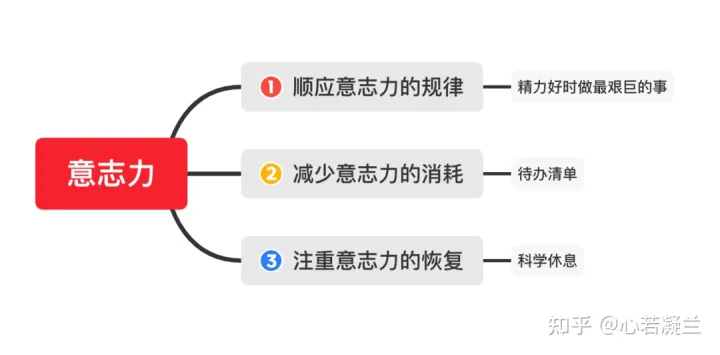 意志力
1 顺应意志力的规律
精力好时做最艰巨的事
2 减少意志力的消耗
待办清单
3 注重意志力的恢复
科学休息
知乎 @心若凝兰